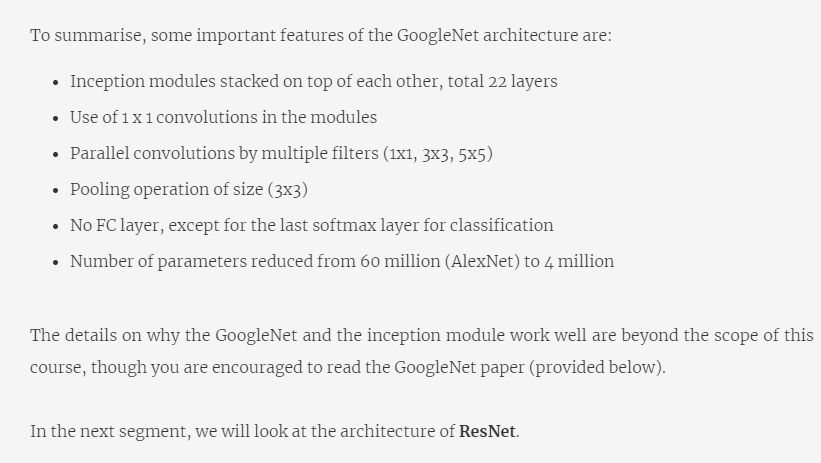 To summarise, some important features of the GoogleNet architecture are:
• Inception modules stacked on top of each other, total 22 layers
• Use of 1 x 1 convolutions in the modules
• Parallel convolutions by multiple filters (1x1, 3x3, 5x5)
• Pooling operation of size (3x3)
• No FC layer, except for the last softmax layer for classification
• Number of parameters reduced from 60 million (AlexNet) to 4 million
The details on why the GoogleNet and the inception module work well are beyond the scope of this
course, though you are encouraged to read the GoogleNet paper (provided below).
In the next segment, we will look at the architecture of ResNet.